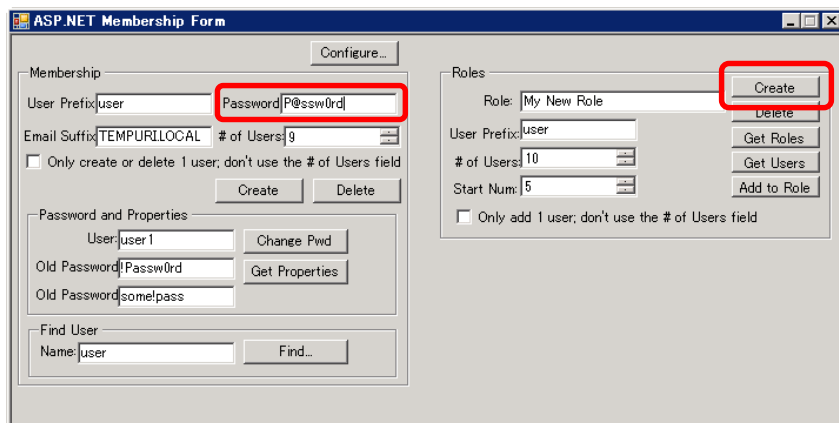 ASP.NET Membership Form
Configure...
Membership
User Prefix: user Password P@ssw0rd
Email Suffix TEMPURI.LOCAL # of Users: 9
Only create or delete 1 user; don't use the # of Users field
Create Delete
Password and Properties
User: user1 Change Pwd
Old Password !Passw0rd Get Properties
Old Password some!pass
Find User
Name: user Find...
Roles
Role: My New Role Create
Delete
User Prefix: user Get Roles
# of Users: 10 Get Users
Start Num: 5 Add to Role
Only add 1 user; don't use the # of Users field